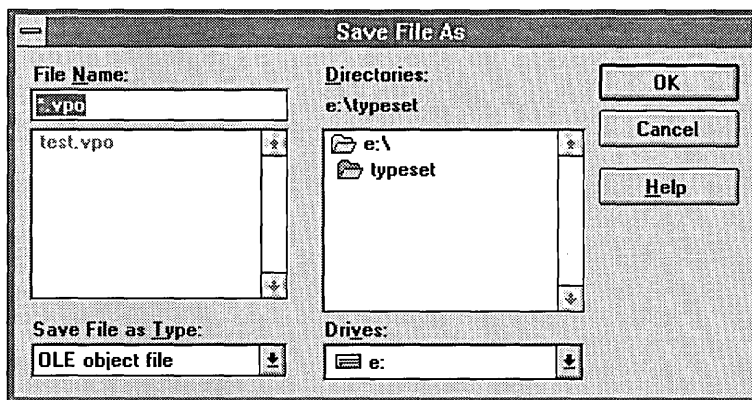 Save File As
File Name:
*.vpo
test.vpo
Save File as Type:
OLE object file
Directories:
e:\typeset
e:\
typeset
Drives:
e:
OK
Cancel
Help